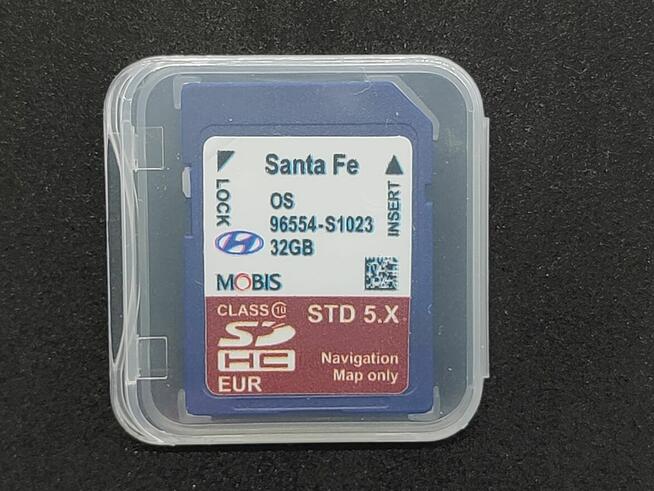 Santa Fe
LOCK
INSERT
OS
96554-S1023
32GB
MOBIS
CLASS 10
STD 5.X
SD
HC
Navigation
Map only
EUR